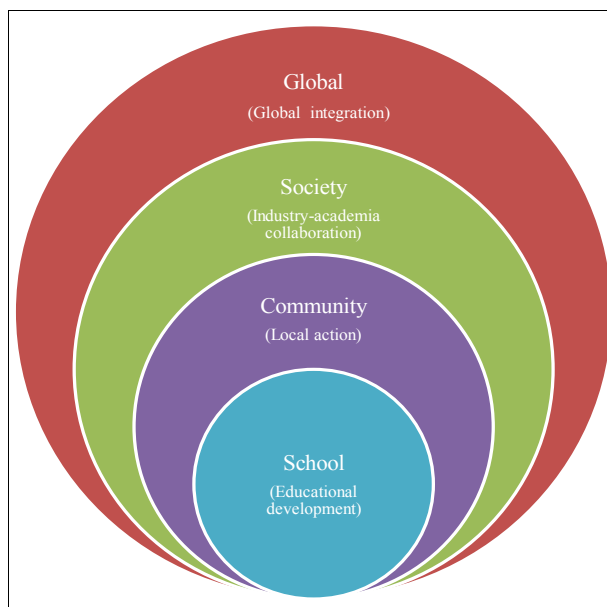 Global
(Global integration)
Society
(Industry-academia
collaboration)
Community
(Local action)
School
(Educational
development)